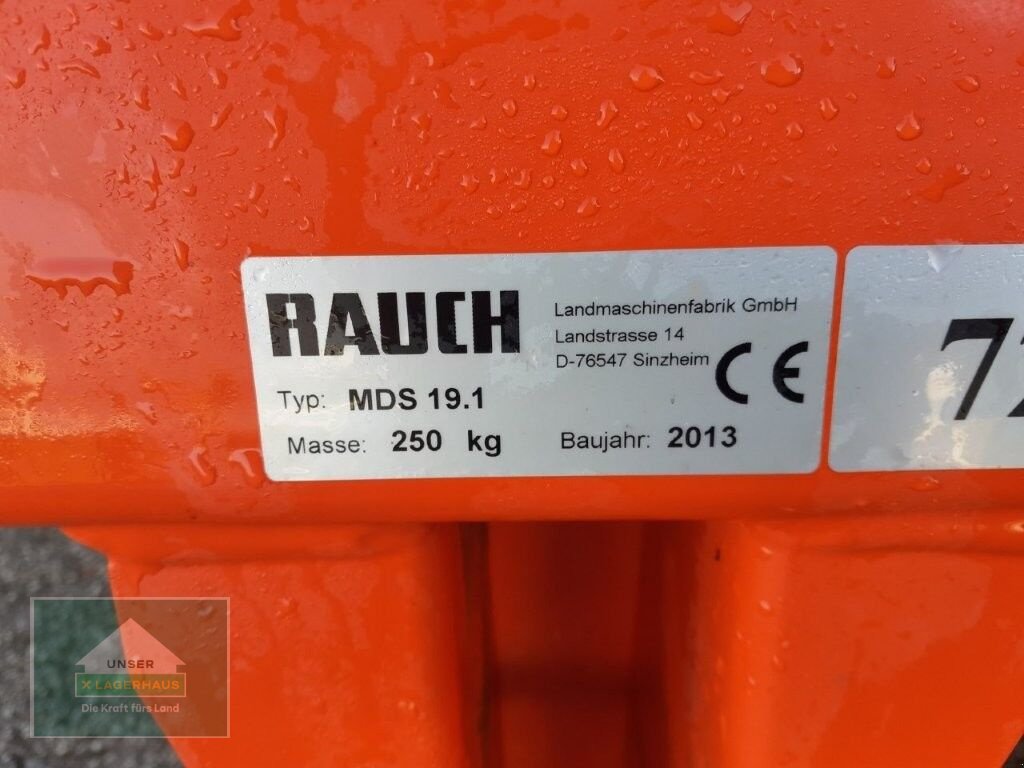 RAUCH
Landmaschinenfabrik GmbH
Landstrasse 14
D-76547 Sinzheim
CE
Typ: MDS 19.1
Masse: 250 kg
Baujahr: 2013
UNSER
X LAGERHAUS
Die Kraft fürs Land